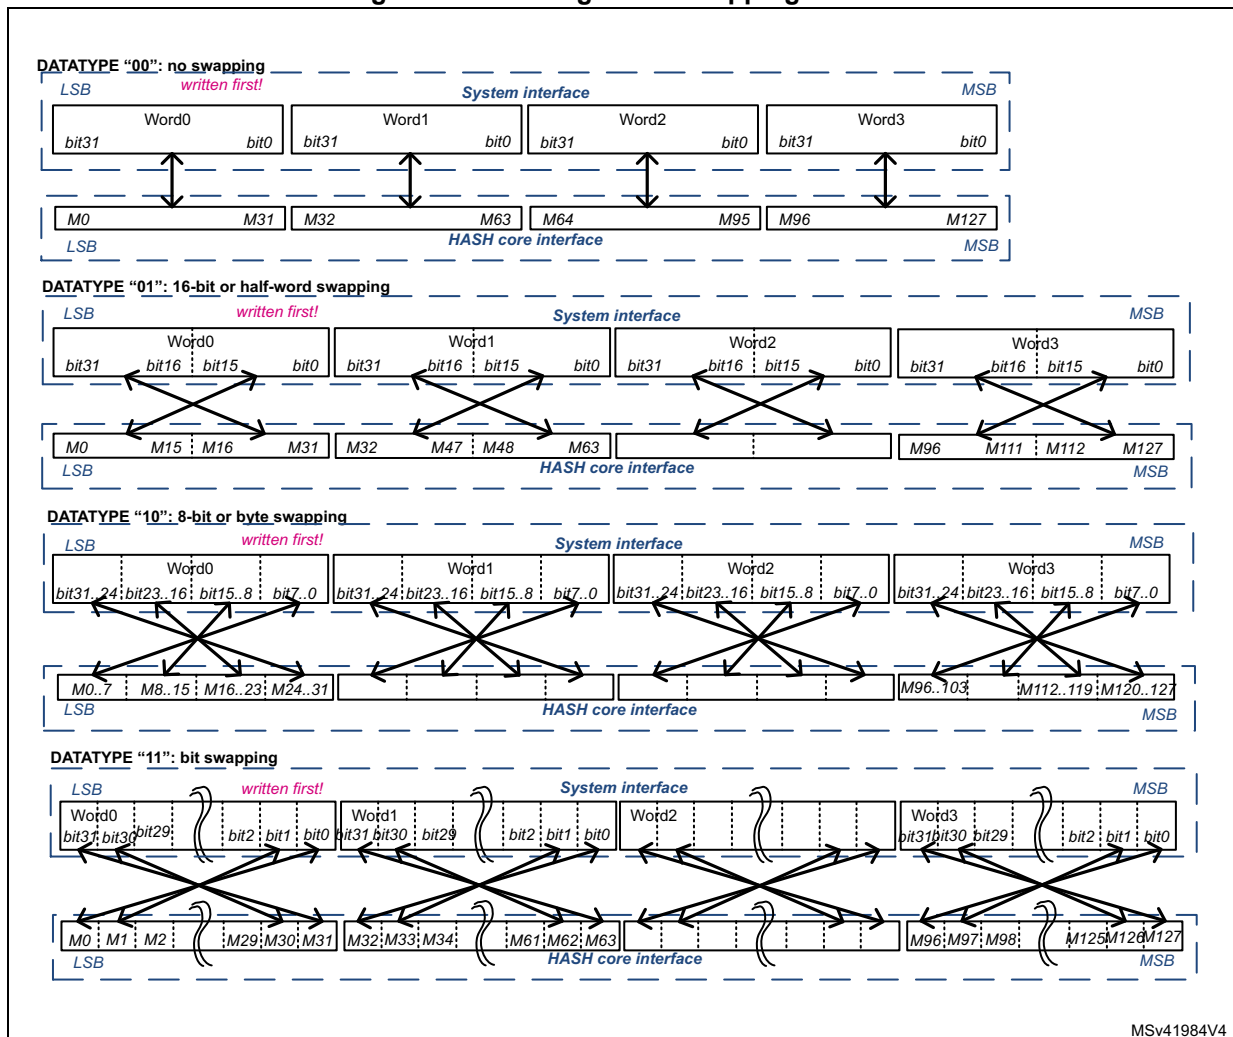 DATATYPE “00”: no swapping
LSB written first! System interface MSB
Word0 Word1 Word2 Word3
bit31 bit0 bit31 bit0 bit31 bit0 bit31 bit0
M0 M31 M32 M63 M64 M95 M96 M127
LSB HASH core interface MSB
DATATYPE “01”: 16-bit or half-word swapping
LSB written first! System interface MSB
Word0 Word1 Word2 Word3
bit31 bit16 bit15 bit0 bit31 bit16 bit15 bit0 bit31 bit16 bit15 bit0 bit31 bit16 bit15 bit0
M0 M15 M16 M31 M32 M47 M48 M63 M96 M111 M112 M127
LSB HASH core interface MSB
DATATYPE “10”: 8-bit or byte swapping
LSB written first! System interface MSB
Word0 Word1 Word2 Word3
bit31..24 bit23..16 bit15..8 bit7..0 bit31..24 bit23..16 bit15..8 bit7..0 bit31..24 bit23..16 bit15..8 bit7..0 bit31..24 bit23..16 bit15..8 bit7..0
M0..7 M8..15 M16..23 M24..31 M96..103 M112..119 M120..127
LSB HASH core interface MSB
DATATYPE “11”: bit swapping
LSB written first! System interface MSB
Word0 Word1 Word2 Word3
bit31 bit30 bit29 bit2 bit1 bit0 bit31 bit30 bit29 bit2 bit1 bit0 bit31 bit30 bit29 bit2 bit1 bit0
M0 M1 M2 M29 M30 M31 M32 M33 M34 M61 M62 M63 M96 M97 M98 M125 M126 M127
LSB HASH core interface MSB
MSv41984V4